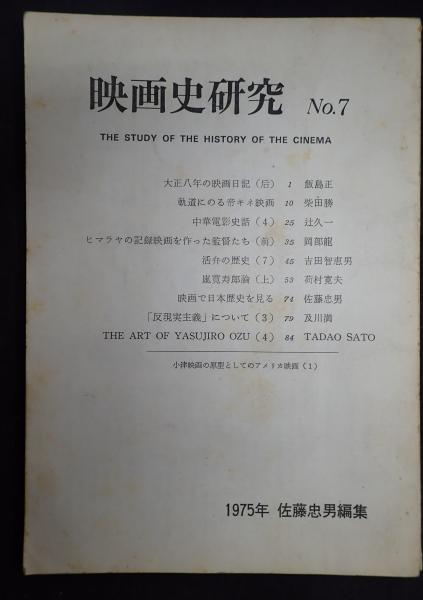 映画史研究 No.7
THE STUDY OF THE HISTORY OF THE CINEMA
大正八年の映画日記（后） 1 飯島正
軌道にのる帝キネ映画 10 柴田勝
中華電影史話（4） 25 辻久一
ヒマラヤの記録映画を作った監督たち（前） 35 岡部龍
活弁の歴史（7） 45 吉田智恵男
嵐寛寿郎論（上） 53 荷村寛夫
映画で日本歴史を見る 74 佐藤忠男
「反現実主義」について（3） 79 及川満
THE ART OF YASUJIRO OZU（4） 84 TADAO SATO
小津映画の原型としてのアメリカ映画（1）
1975年 佐藤忠男編集